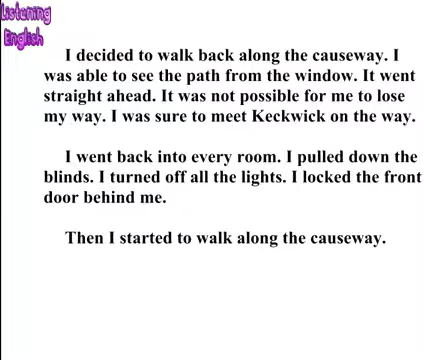 Listening
English
I decided to walk back along the causeway. I
was able to see the path from the window. It went
straight ahead. It was not possible for me to lose
my way. I was sure to meet Keckwick on the way.
I went back into every room. I pulled down the
blinds. I turned off all the lights. I locked the front
door behind me.
Then I started to walk along the causeway.